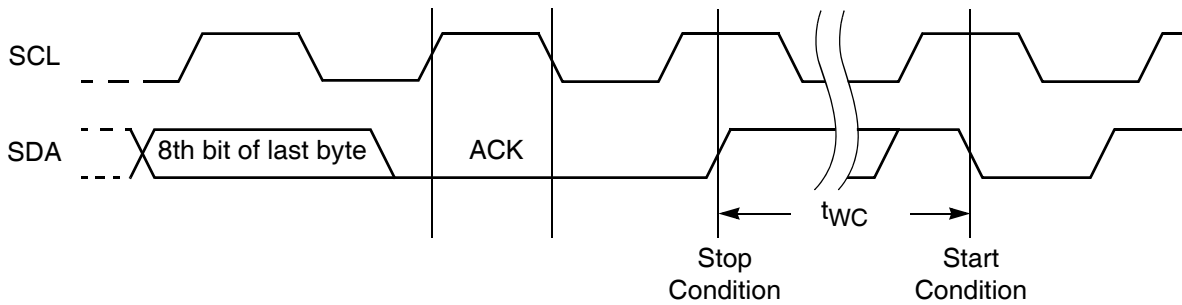 SCL
SDA
8th bit of last byte
ACK
tWC
Stop
Condition
Start
Condition